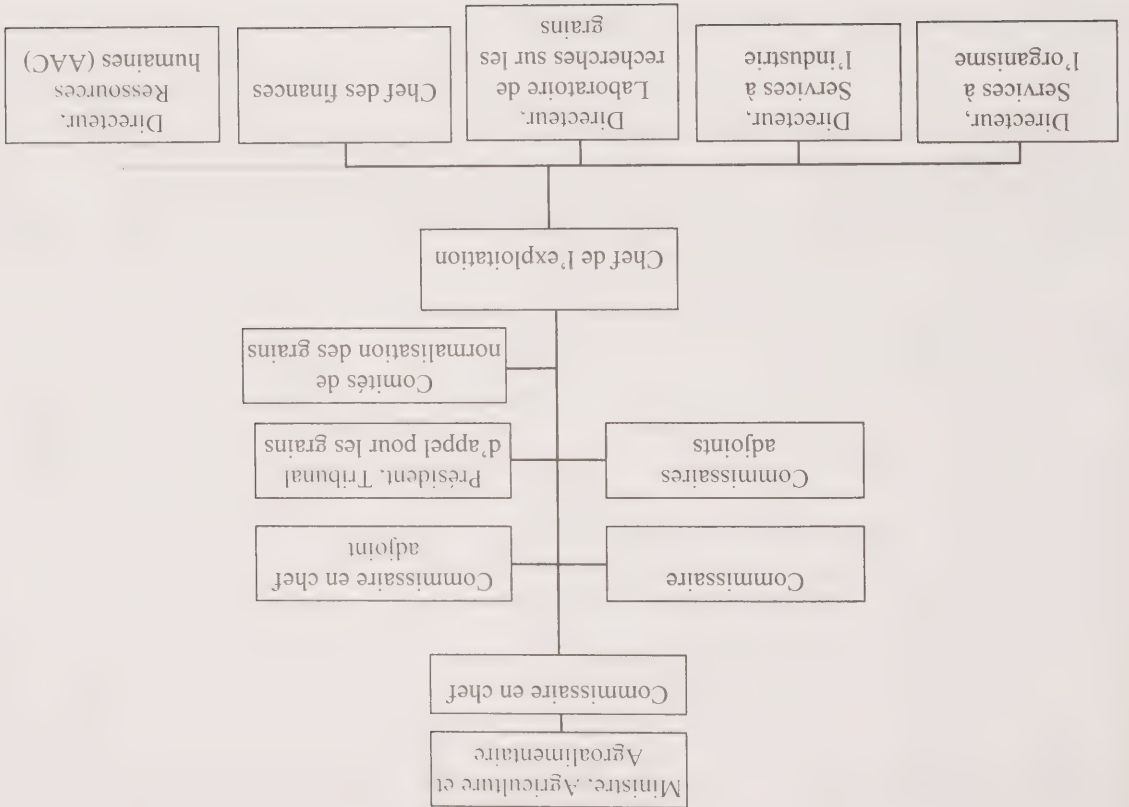 Ministre. Agriculture et
Agroalimentaire
Commissaire en chef
Commissaire
Commissaire en chef
adjoint
Commissaires
adjoints
Président. Tribunal
d'appel pour les grains
Comités de
normalisation des grains
Chef de l'exploitation
Directeur,
Services à
l'organisme
Directeur,
Services à
l'industrie
Directeur.
Laboratoire de
recherches sur les
grains
Chef des finances
Directeur.
Ressources
humaines (AAC)